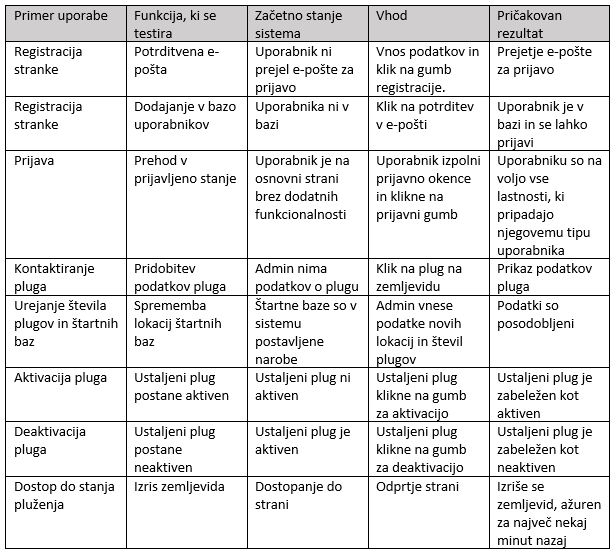 Primer uporabe
Funkcija, ki se
testira
Začetno stanje
sistema
Vhod
Pričakovan
rezultat
Registracija
stranke
Potrditvena e-
pošta
Uporabnik ni
prejel e-pošte za
prijavo
Vnos podatkov in
klik na gumb
registracije.
Prejetje e-pošte
za prijavo
Registracija
stranke
Dodajanje v bazo
uporabnikov
Uporabnika ni v
bazi
Klik na potrditev
v e-pošti
Uporabnik je v
bazi in se lahko
prijavi
Prijava
Prehod v
prijavljeno stanje
Uporabnik je na
osnovni strani
brez dodatnih
funkcionalnosti
Uporabnik izpolni
prijavno okence
in klikne na
prijavni gumb
Uporabniku so na
voljo vse
lastnosti, ki
pripadajo
njegovemu tipu
uporabnika
Kontaktiranje
pluga
Pridobitev
podatkov pluga
Admin nima
podatkov o plugu
Klik na plug na
zemljevidu
Prikaz podatkov
pluga
Urejanje števila
plugov in štartnih
baz
Sprememba
lokacij štartnih
baz
Štartne baze so v
sistemu
postavljene
narobe
Admin vnese
podatke novih
lokacij in števil
plugov
Podatki so
posodobljeni
Aktivacija pluga
Ustaljeni plug
postane aktiven
Ustaljeni plug ni
aktiven
Ustaljeni plug
klikne na gumb
za aktivacijo
Ustaljeni plug je
zabeležen kot
aktiven
Deaktivacija
pluga
Ustaljeni plug
postane
neaktiven
Ustaljeni plug je
aktiven
Ustaljeni plug
klikne na gumb
za deaktivacijo
Ustaljeni plug je
zabeležen kot
neaktiven
Dostop do stanja
pluženja
Izris zemljevida
Dostopanje do
strani
Odprtje strani
Izriše se
zemljevid, ažuren
za največ nekaj
minut nazaj